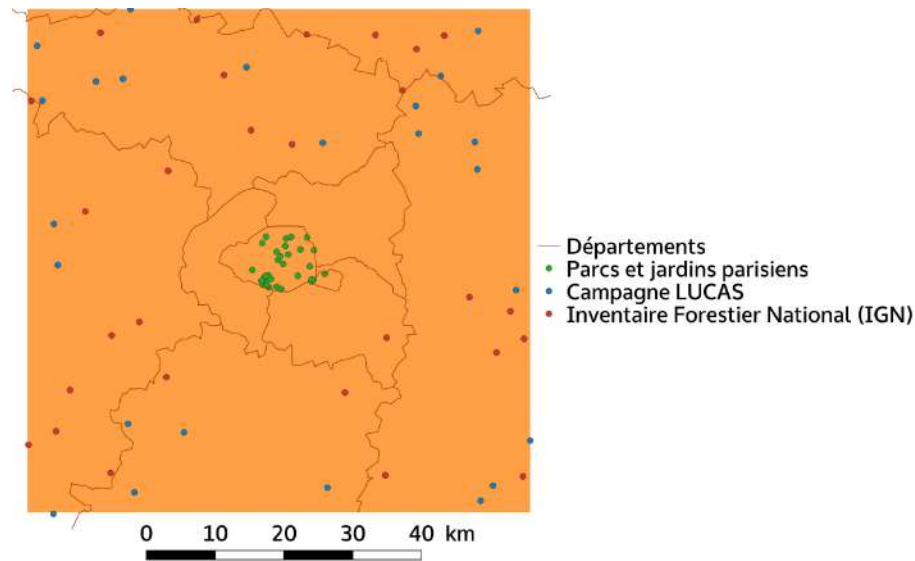 Départements
Parcs et jardins parisiens
Campagne LUCAS
Inventaire Forestier National (IGN)
0 10 20 30 40 km